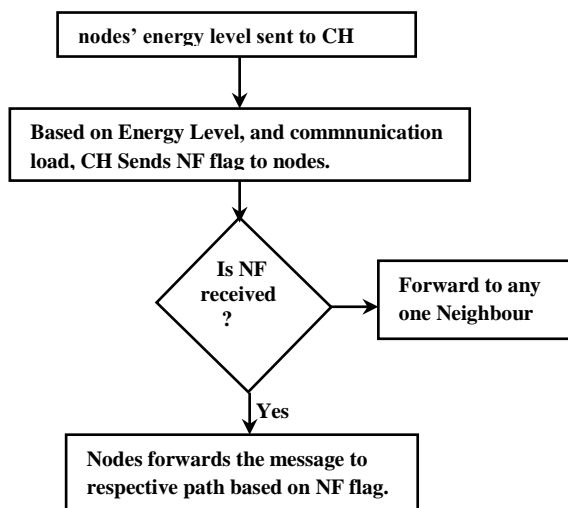 nodes' energy level sent to CH
Based on Energy Level, and commnunication
load, CH Sends NF flag to nodes.
Is NF
received
?
Forward to any
one Neighbour
Yes
Nodes forwards the message to
respective path based on NF flag.